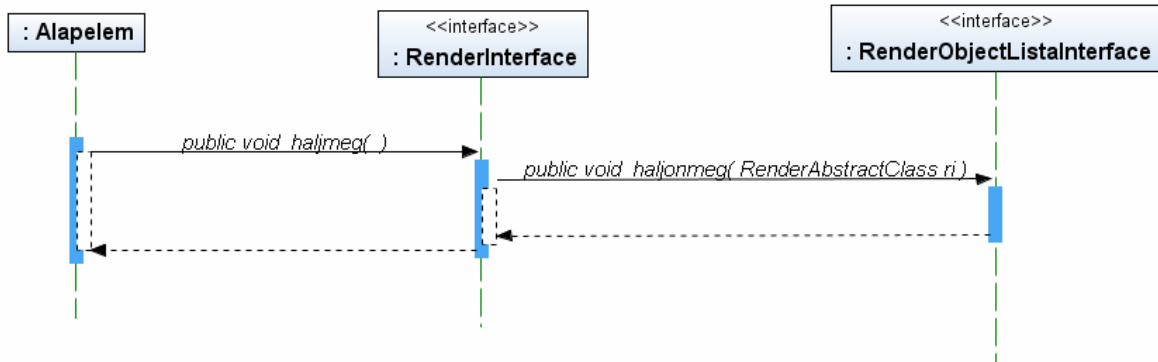 : Alapelem
<<interface>>
: RenderInterface
<<interface>>
: RenderObjectListaInterface
public void haljmeg( )
public void haljonmeg( RenderAbstractClass ri )